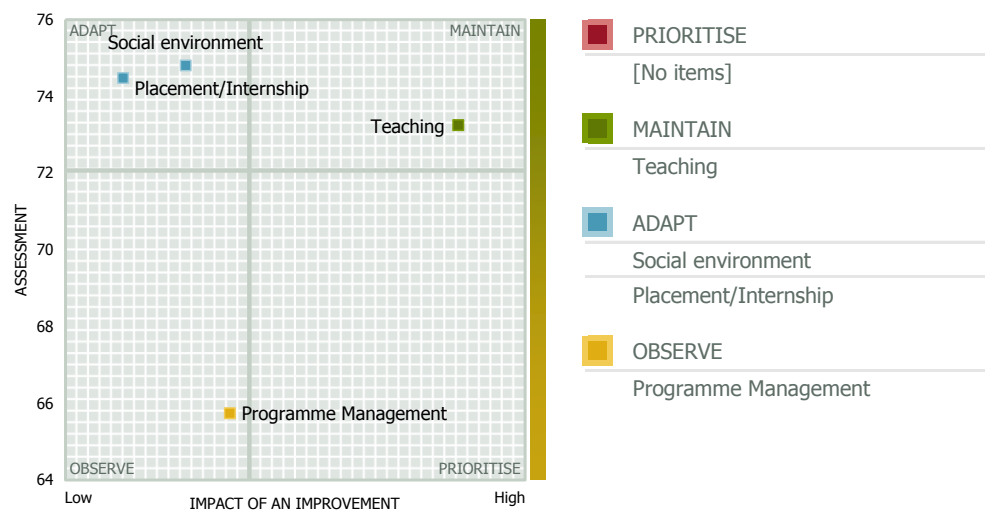 76
ADAPT
MAINTAIN
Social environment
Placement/Internship
74
Teaching
72
ASSESSMENT
70
68
66
Programme Management
OBSERVE
PRIORITISE
64
Low
IMPACT OF AN IMPROVEMENT
High
PRIORITISE
[No items]
MAINTAIN
Teaching
ADAPT
Social environment
Placement/Internship
OBSERVE
Programme Management